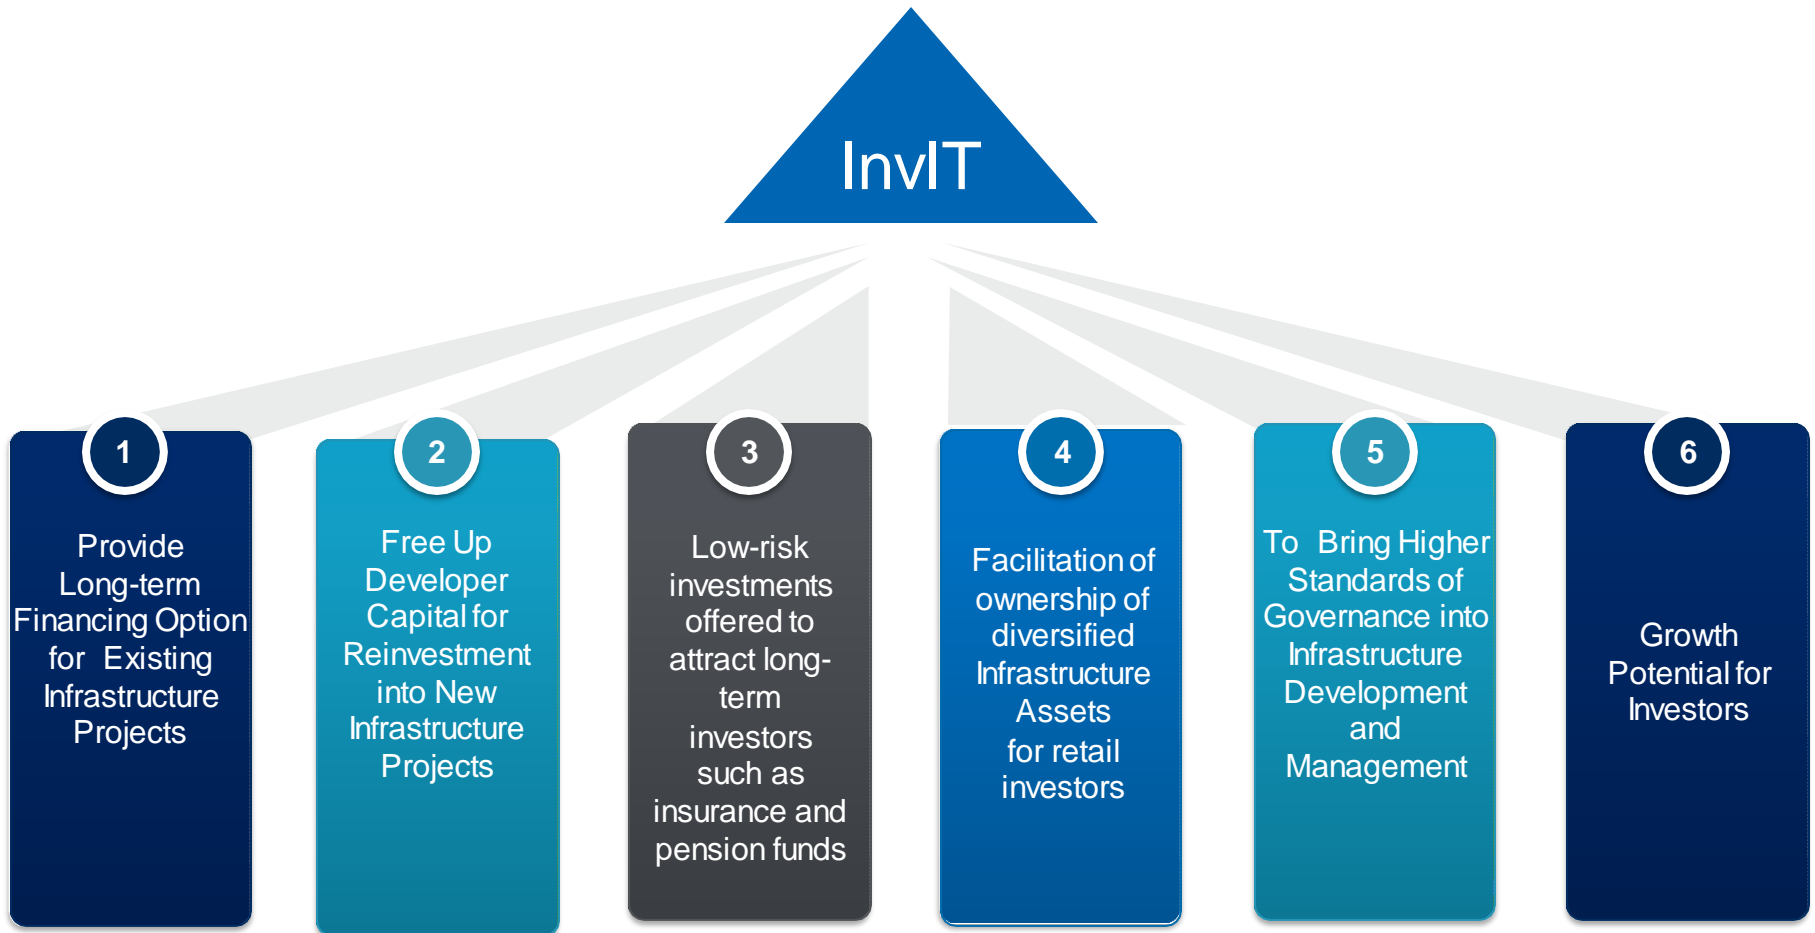 InvIT
1
Provide
Long-term
Financing Option
for Existing
Infrastructure
Projects
2
Free Up
Developer
Capital for
Reinvestment
into New
Infrastructure
Projects
3
Low-risk
investments
offered to
attract long-
term
investors
such as
insurance and
pension funds
4
Facilitation of
ownership of
diversified
Infrastructure
Assets
for retail
investors
5
To Bring Higher
Standards of
Governance into
Infrastructure
Development
and
Management
6
Growth
Potential for
Investors